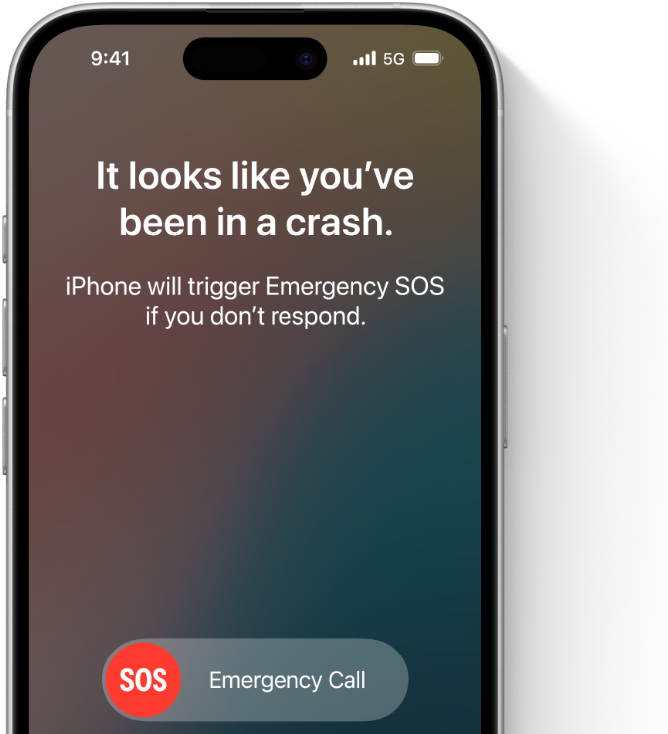 9:41 5G
It looks like you’ve
been in a crash.
iPhone will trigger Emergency SOS
if you don’t respond.
SOS Emergency Call